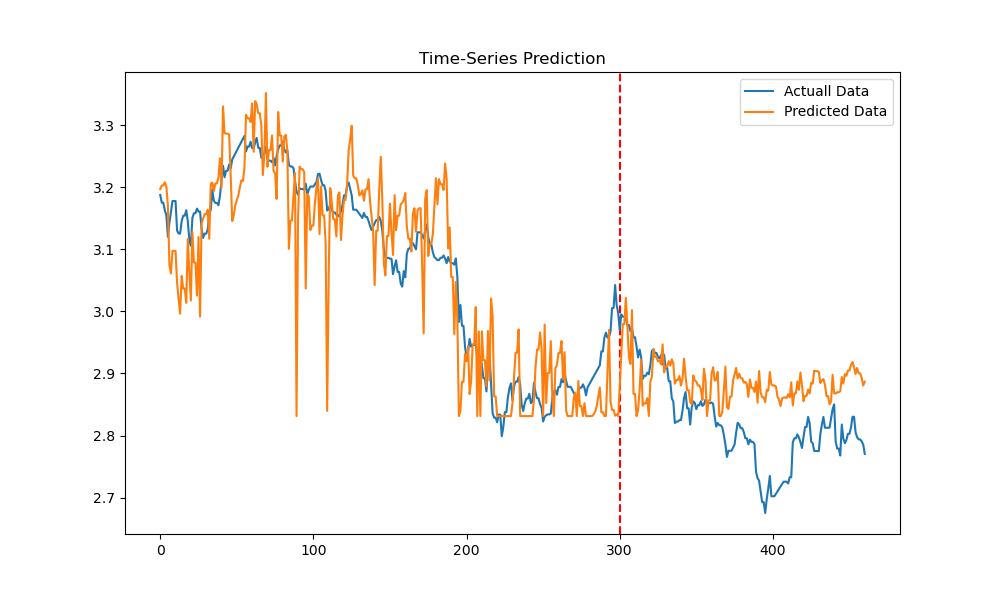 Time-Series Prediction
Actuall Data
Predicted Data
3.3
3.2
3.1
3.0
2.9
2.8
2.7
0 100 200 300 400